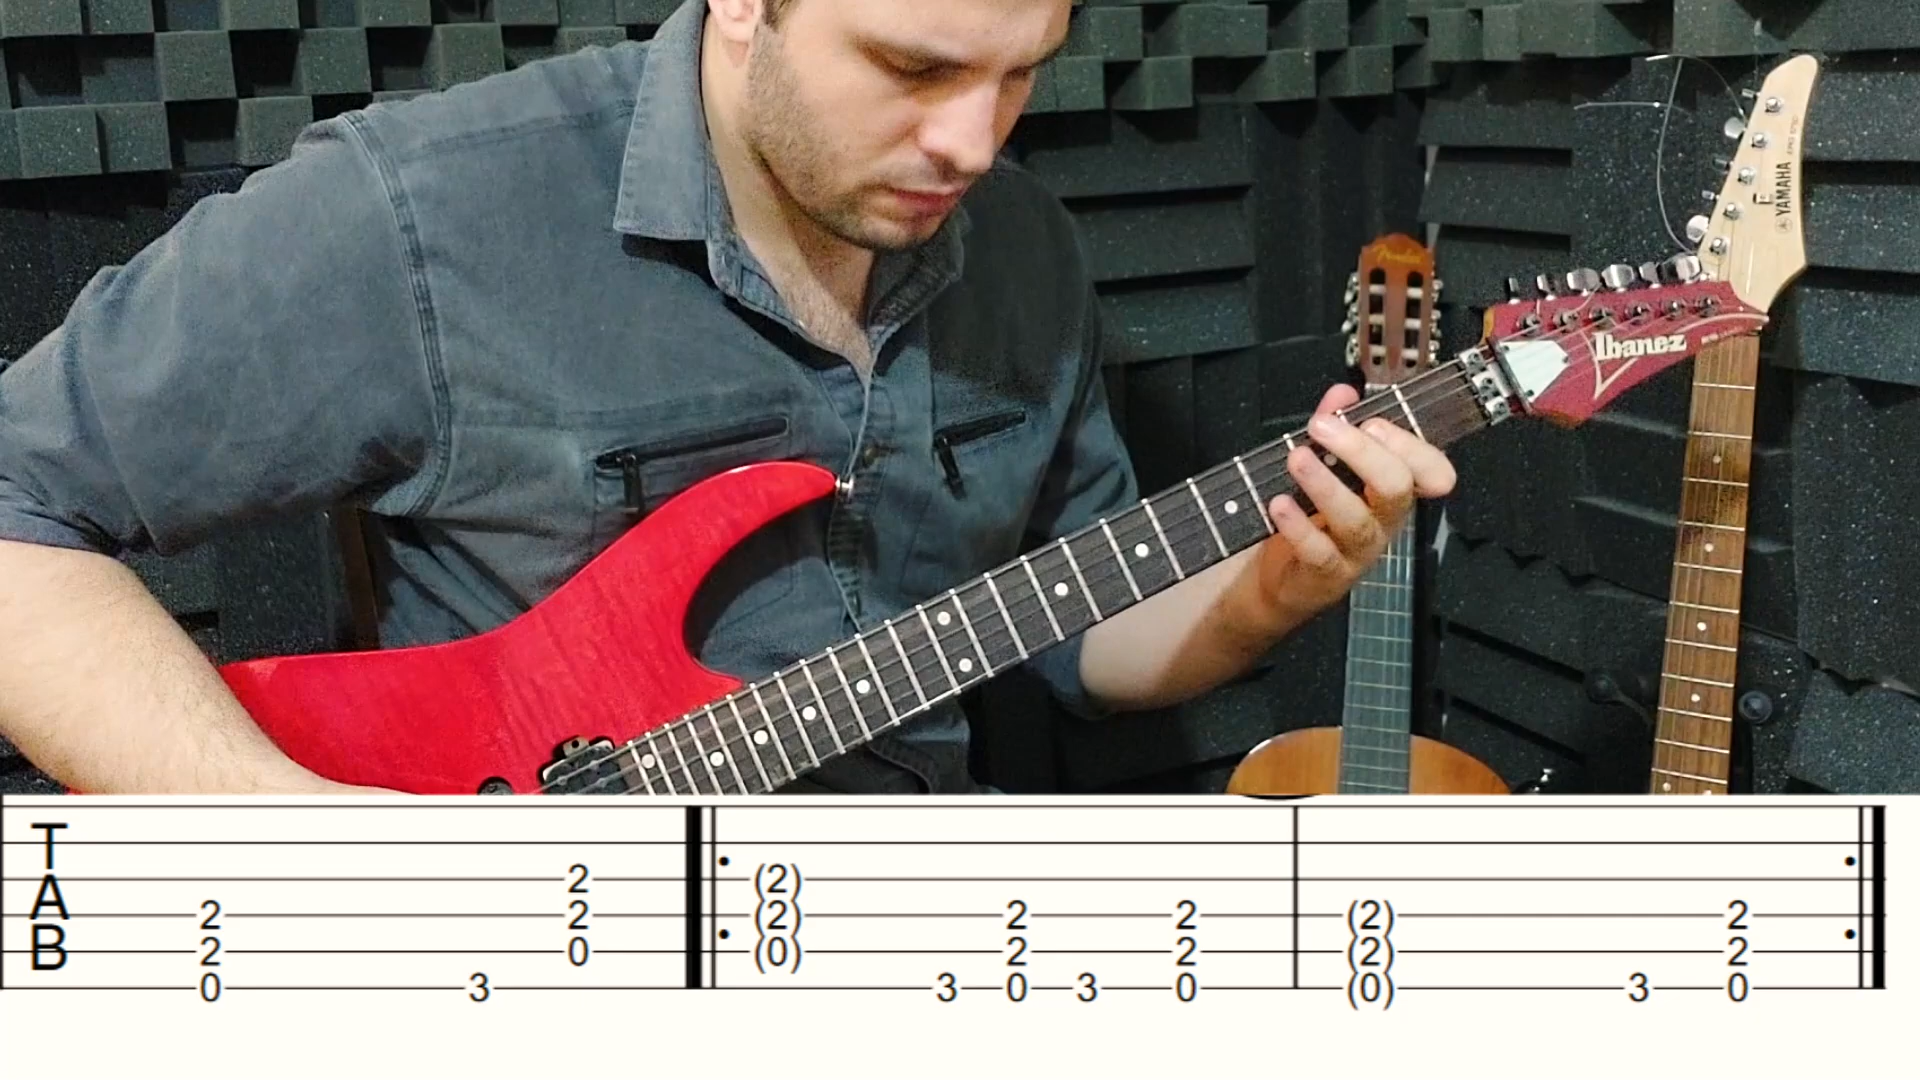 Fender
YAMAHA
Ibanez
T
A
B
2 (2)
2 2 (2) 2 2 (2) 2
2 0 (0) 2 2 (2) 2
0 3 3 0 3 0 (0) 3 0